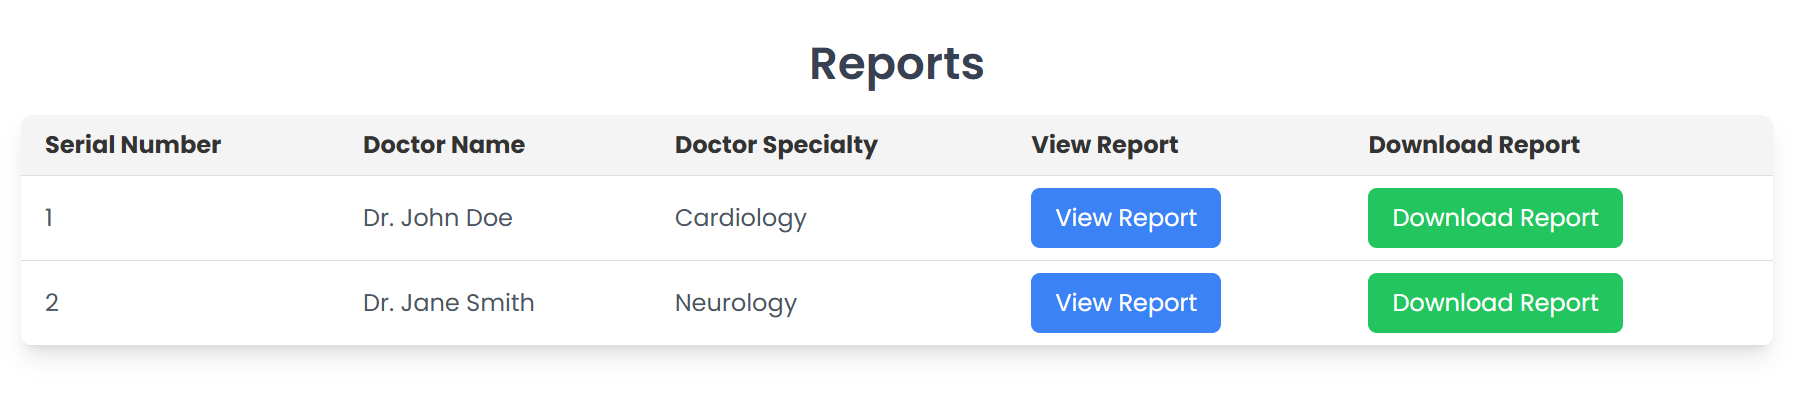 Reports
Serial Number Doctor Name Doctor Specialty View Report Download Report
1 Dr. John Doe Cardiology View Report Download Report
2 Dr. Jane Smith Neurology View Report Download Report